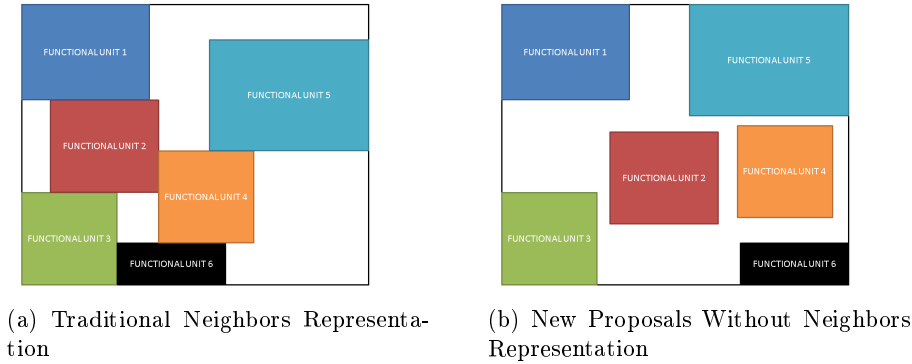 FUNCTIONAL UNIT 1
FUNCTIONAL UNIT 5
FUNCTIONAL UNIT 2
FUNCTIONAL UNIT 4
FUNCTIONAL UNIT 3
FUNCTIONAL UNIT 6
(a) Traditional Neighbors Representa-
tion
FUNCTIONAL UNIT 1
FUNCTIONAL UNIT 5
FUNCTIONAL UNIT 2
FUNCTIONAL UNIT 4
FUNCTIONAL UNIT 3
FUNCTIONAL UNIT 6
(b) New Proposals Without Neighbors
Representation